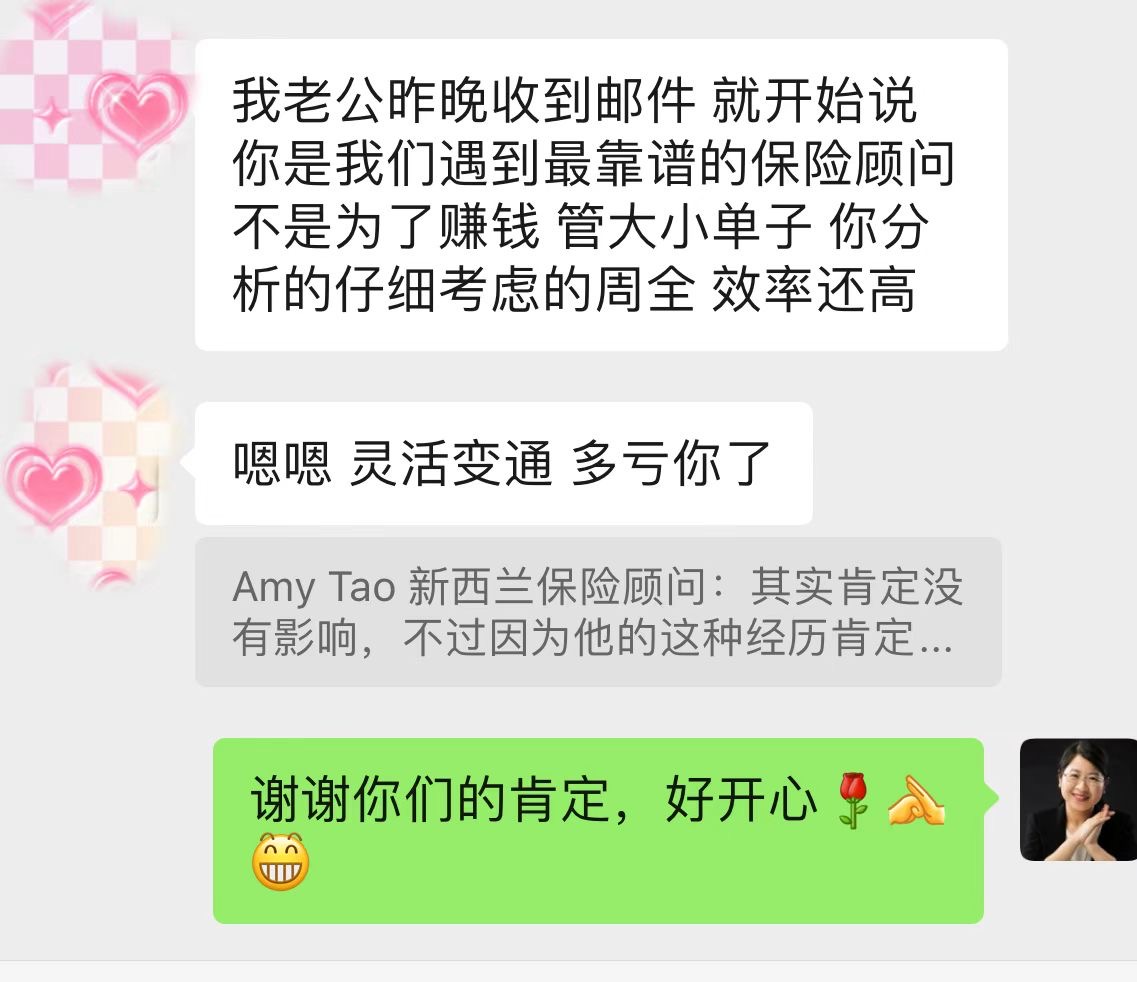 我老公昨晚收到邮件 就开始说
你是我们遇到最靠谱的保险顾问
不是为了赚钱 管大小单子 你分
析的仔细考虑的周全 效率还高
嗯嗯 灵活变通 多亏你了
Amy Tao 新西兰保险顾问：其实肯定没
有影响，不过因为他的这种经历肯定...
谢谢你们的肯定，好开心🌹🫴
😁